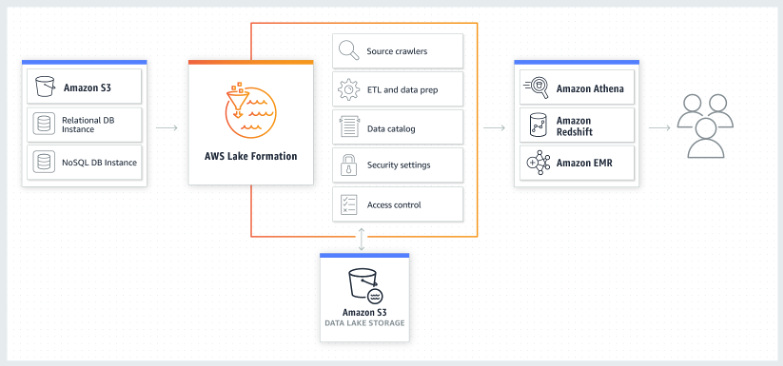 Amazon S3
Relational DB
Instance
NoSQL DB Instance
AWS Lake Formation
Source crawlers
ETL and data prep
Data catalog
Security settings
Access control
Amazon S3
DATA LAKE STORAGE
Amazon Athena
Amazon
Redshift
Amazon EMR